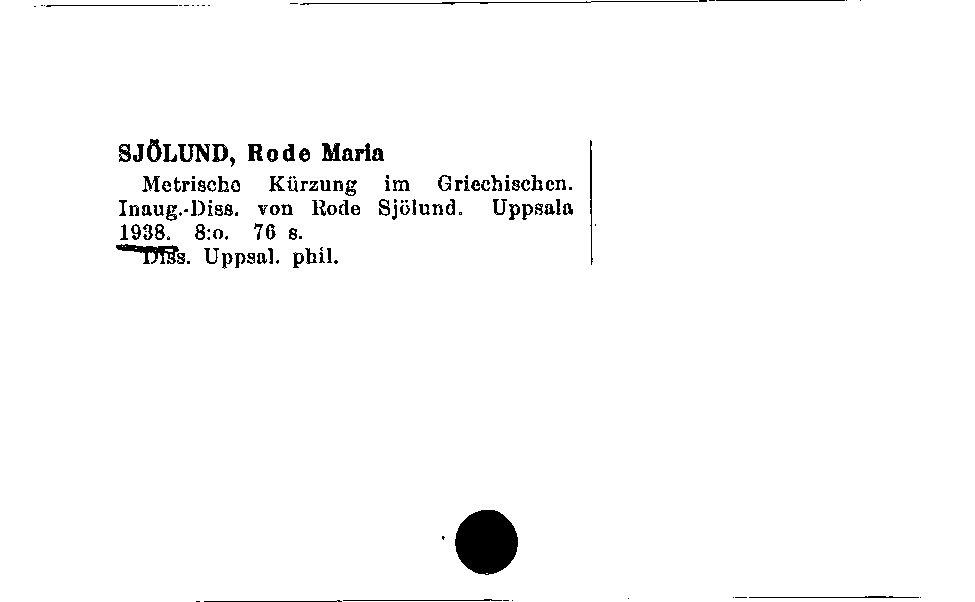 SJÖLUND, Rode Maria
Metrische Kürzung im Griechischen.
Inaug.-Diss. von Rode Sjölund. Uppsala
1938. 8:o. 76 s.
Diss. Uppsal. phil.